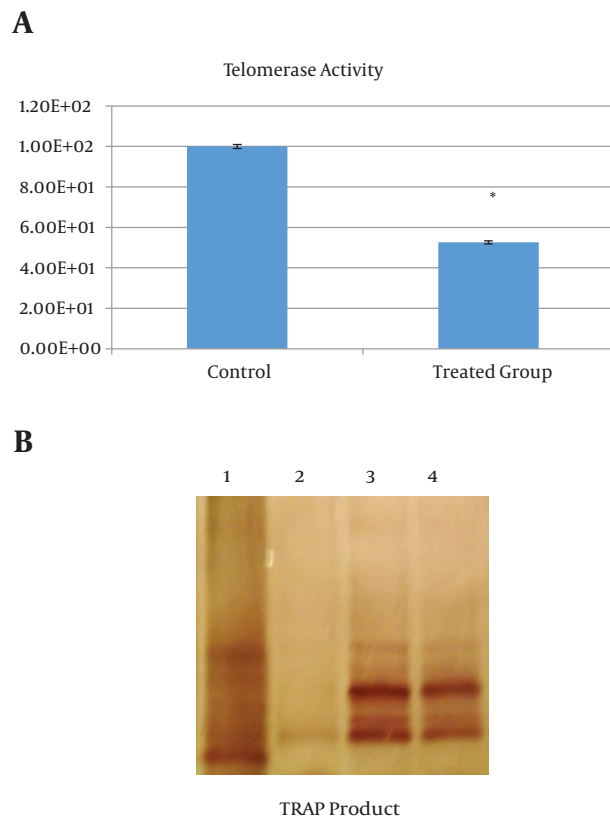 A
Telomerase Activity
1.20E+02
1.00E+02
8.00E+01
6.00E+01
4.00E+01
2.00E+01
0.00E+00
*
Control
Treated Group
B
1 2 3 4
TRAP Product